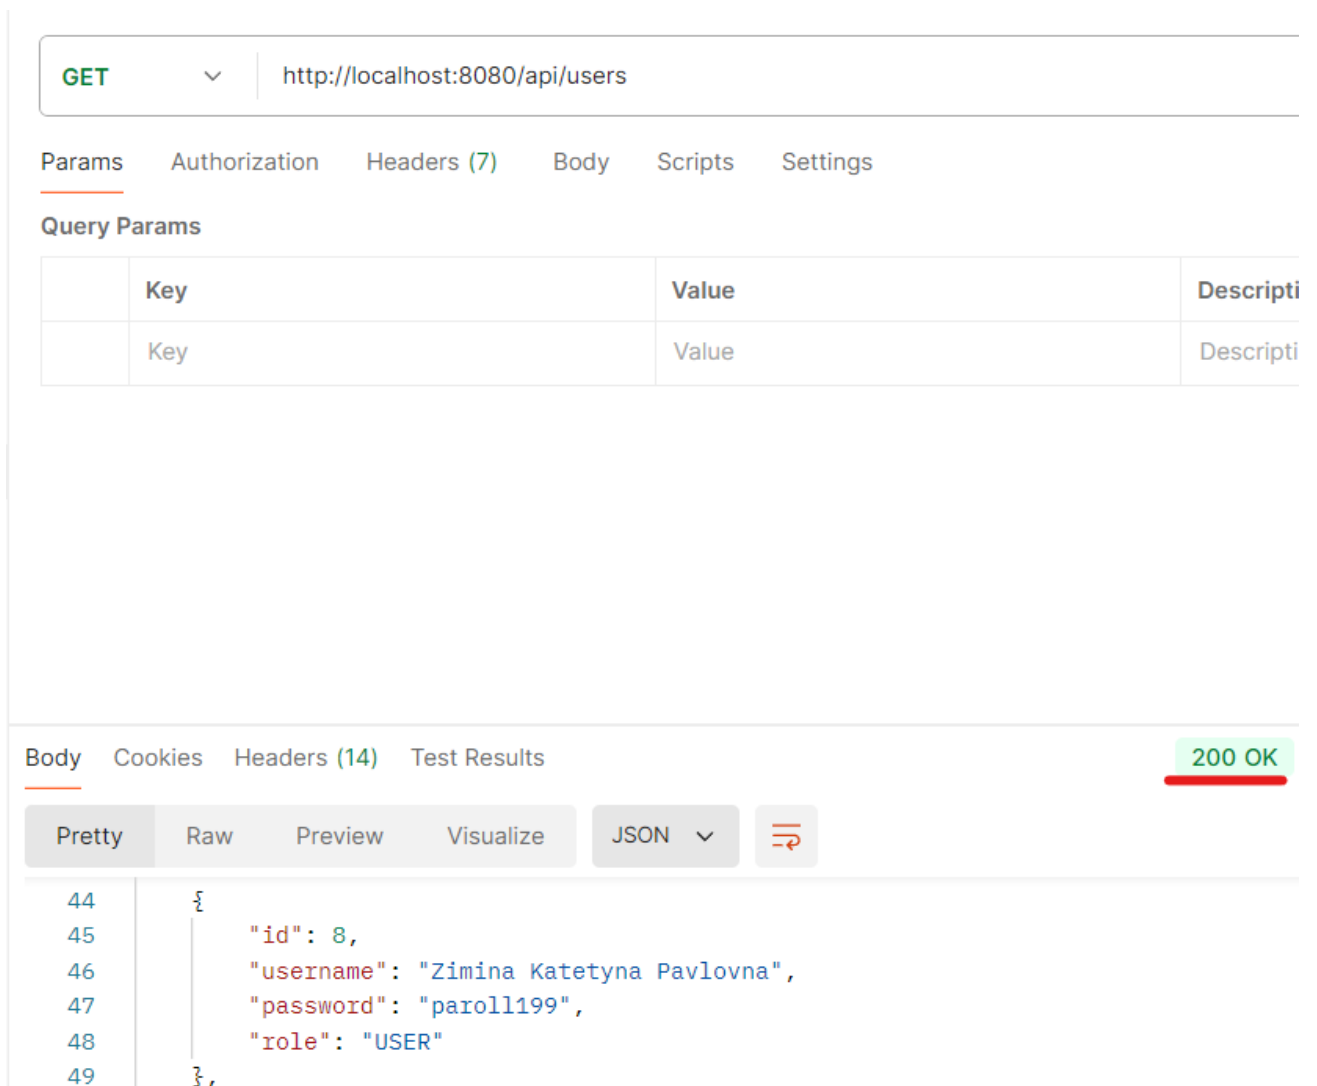 GET http://localhost:8080/api/users
Params Authorization Headers (7) Body Scripts Settings
Query Params
Key Value Descripti
Key Value Descripti
Body Cookies Headers (14) Test Results 200 OK
Pretty Raw Preview Visualize JSON
44 {
45 "id": 8,
46 "username": "Zimina Katetyna Pavlovna",
47 "password": "paroll199",
48 "role": "USER"
49 },